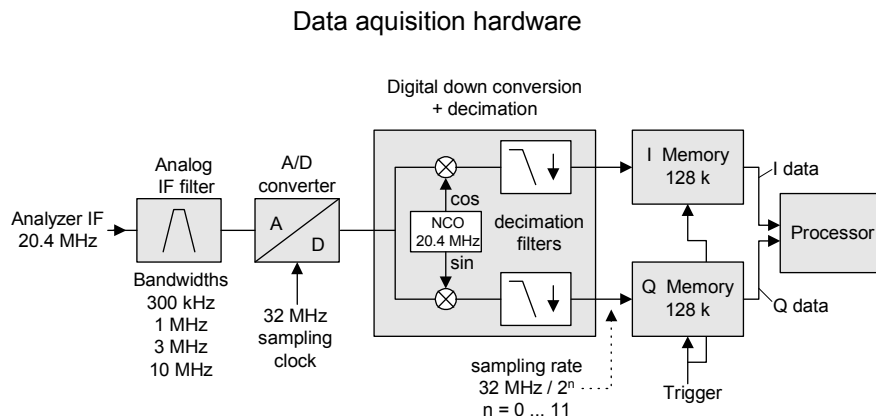 Data aquisition hardware
Digital down conversion
+ decimation
Analog
IF filter
A/D
converter
Analyzer IF
20.4 MHz
A
D
cos
NCO
20.4 MHz
sin
decimation
filters
I Memory
128 k
I data
Processor
Q Memory
128 k
Q data
Bandwidths
300 kHz
1 MHz
3 MHz
10 MHz
32 MHz
sampling
clock
sampling rate
32 MHz / 2ⁿ
n = 0 ... 11
Trigger